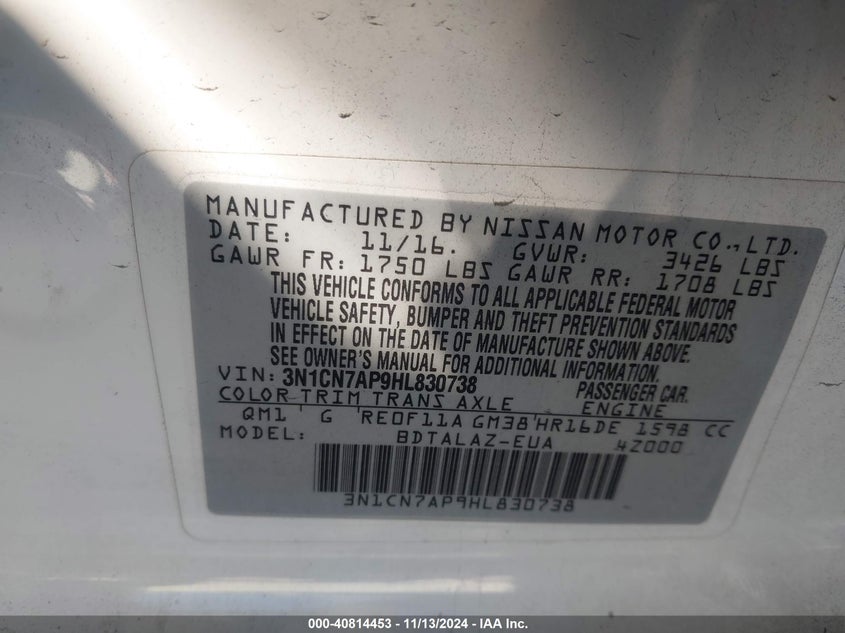 MANUFACTURED BY NISSAN MOTOR CO., LTD.
DATE: 11/16. GVWR: 3426 LBS
GAWR FR: 1750 LBS GAWR RR: 1708 LBS
THIS VEHICLE CONFORMS TO ALL APPLICABLE FEDERAL MOTOR
VEHICLE SAFETY, BUMPER AND THEFT PREVENTION STANDARDS
IN EFFECT ON THE DATE OF MANUFACTURE SHOWN ABOVE.
SEE OWNER'S MANUAL FOR ADDITIONAL INFORMATION.
VIN: 3N1CN7AP9HL830738 PASSENGER CAR.
COLOR TRIM TRANS AXLE ENGINE
QM1 G RE0F11A GM38 HR16DE 1598 CC
MODEL: BDTALAZ-EUA 4Z000
3N1CN7AP9HL830738
000-40814453 - 11/13/2024 - IAA Inc.